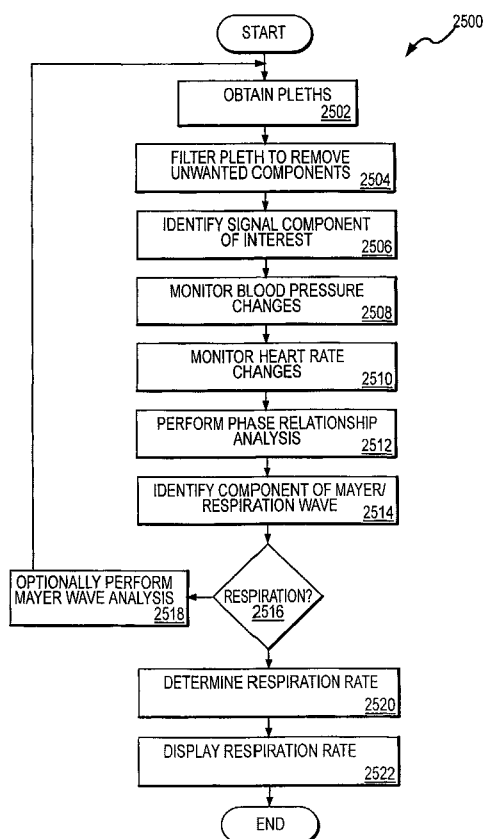 START
2500
OBTAIN PLETHS
2502
FILTER PLETH TO REMOVE
UNWANTED COMPONENTS
2504
IDENTIFY SIGNAL COMPONENT
OF INTEREST
2506
MONITOR BLOOD PRESSURE
CHANGES
2508
MONITOR HEART RATE
CHANGES
2510
PERFORM PHASE RELATIONSHIP
ANALYSIS
2512
IDENTIFY COMPONENT OF MAYER/
RESPIRATION WAVE
2514
RESPIRATION?
2516
OPTIONALLY PERFORM
MAYER WAVE ANALYSIS
2518
DETERMINE RESPIRATION RATE
2520
DISPLAY RESPIRATION RATE
2522
END